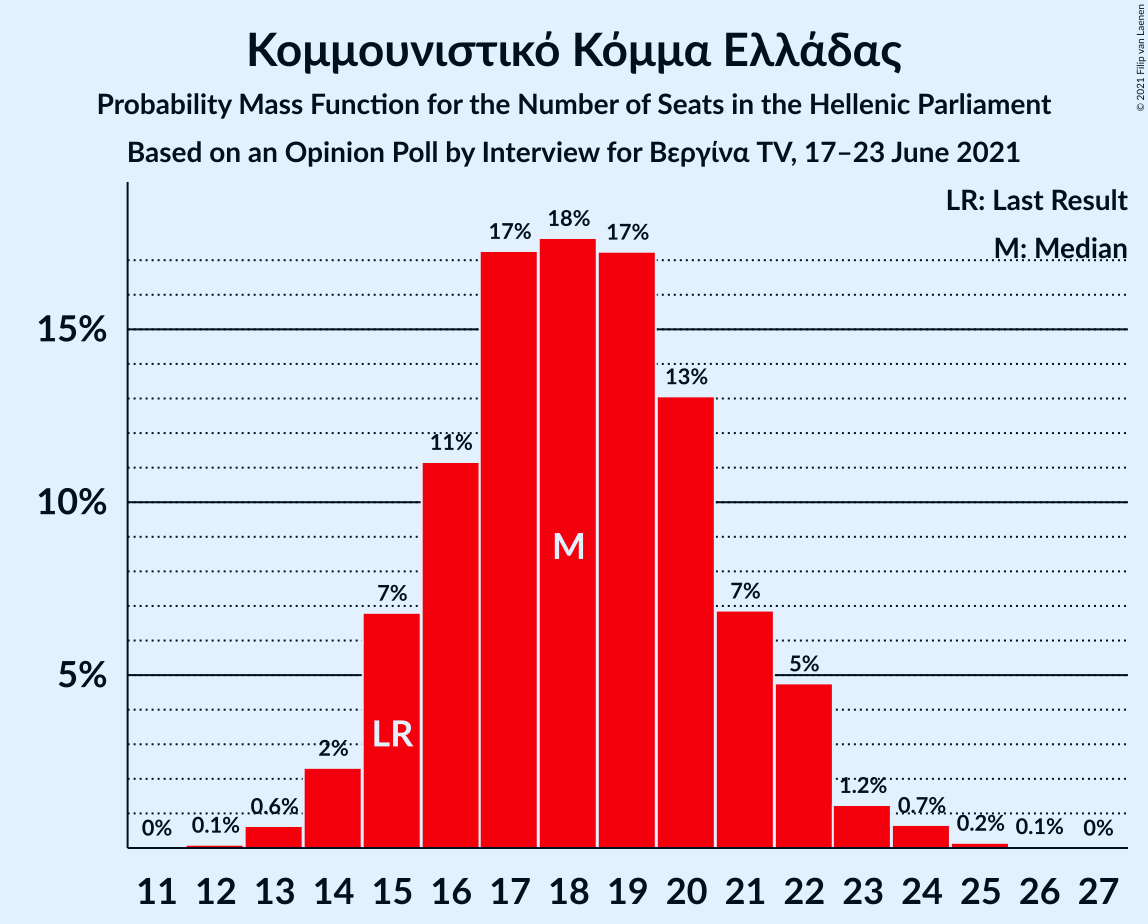 Κομμουνιστικό Κόμμα Ελλάδας
Probability Mass Function for the Number of Seats in the Hellenic Parliament
Based on an Opinion Poll by Interview for Βεργίνα TV, 17–23 June 2021
© 2021 Filip van Laenen
LR: Last Result
M: Median
15%
10%
5%
0%
0.1%
0.6%
2%
7%
11%
17%
18%
17%
13%
7%
5%
1.2%
0.7%
0.2%
0.1%
0%
LR
M
11 12 13 14 15 16 17 18 19 20 21 22 23 24 25 26 27